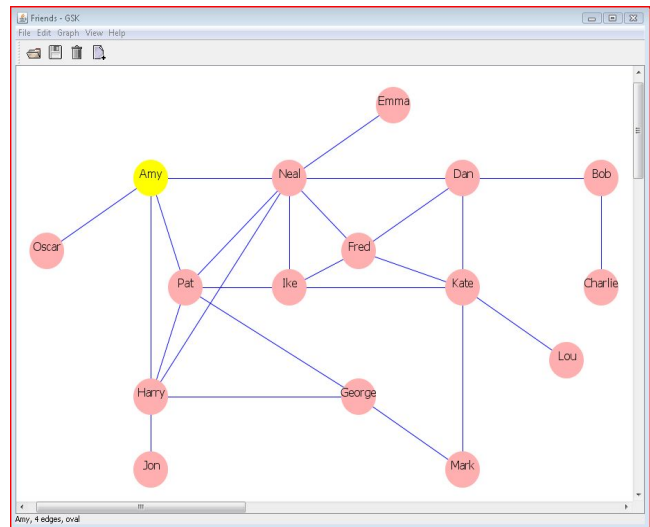 Friends - GSK
File Edit Graph View Help
Emma
Amy
Neal
Dan
Bob
Oscar
Fred
Pat
Ike
Kate
Charlie
Lou
Harry
George
Jon
Mark
Amy, 4 edges, oval